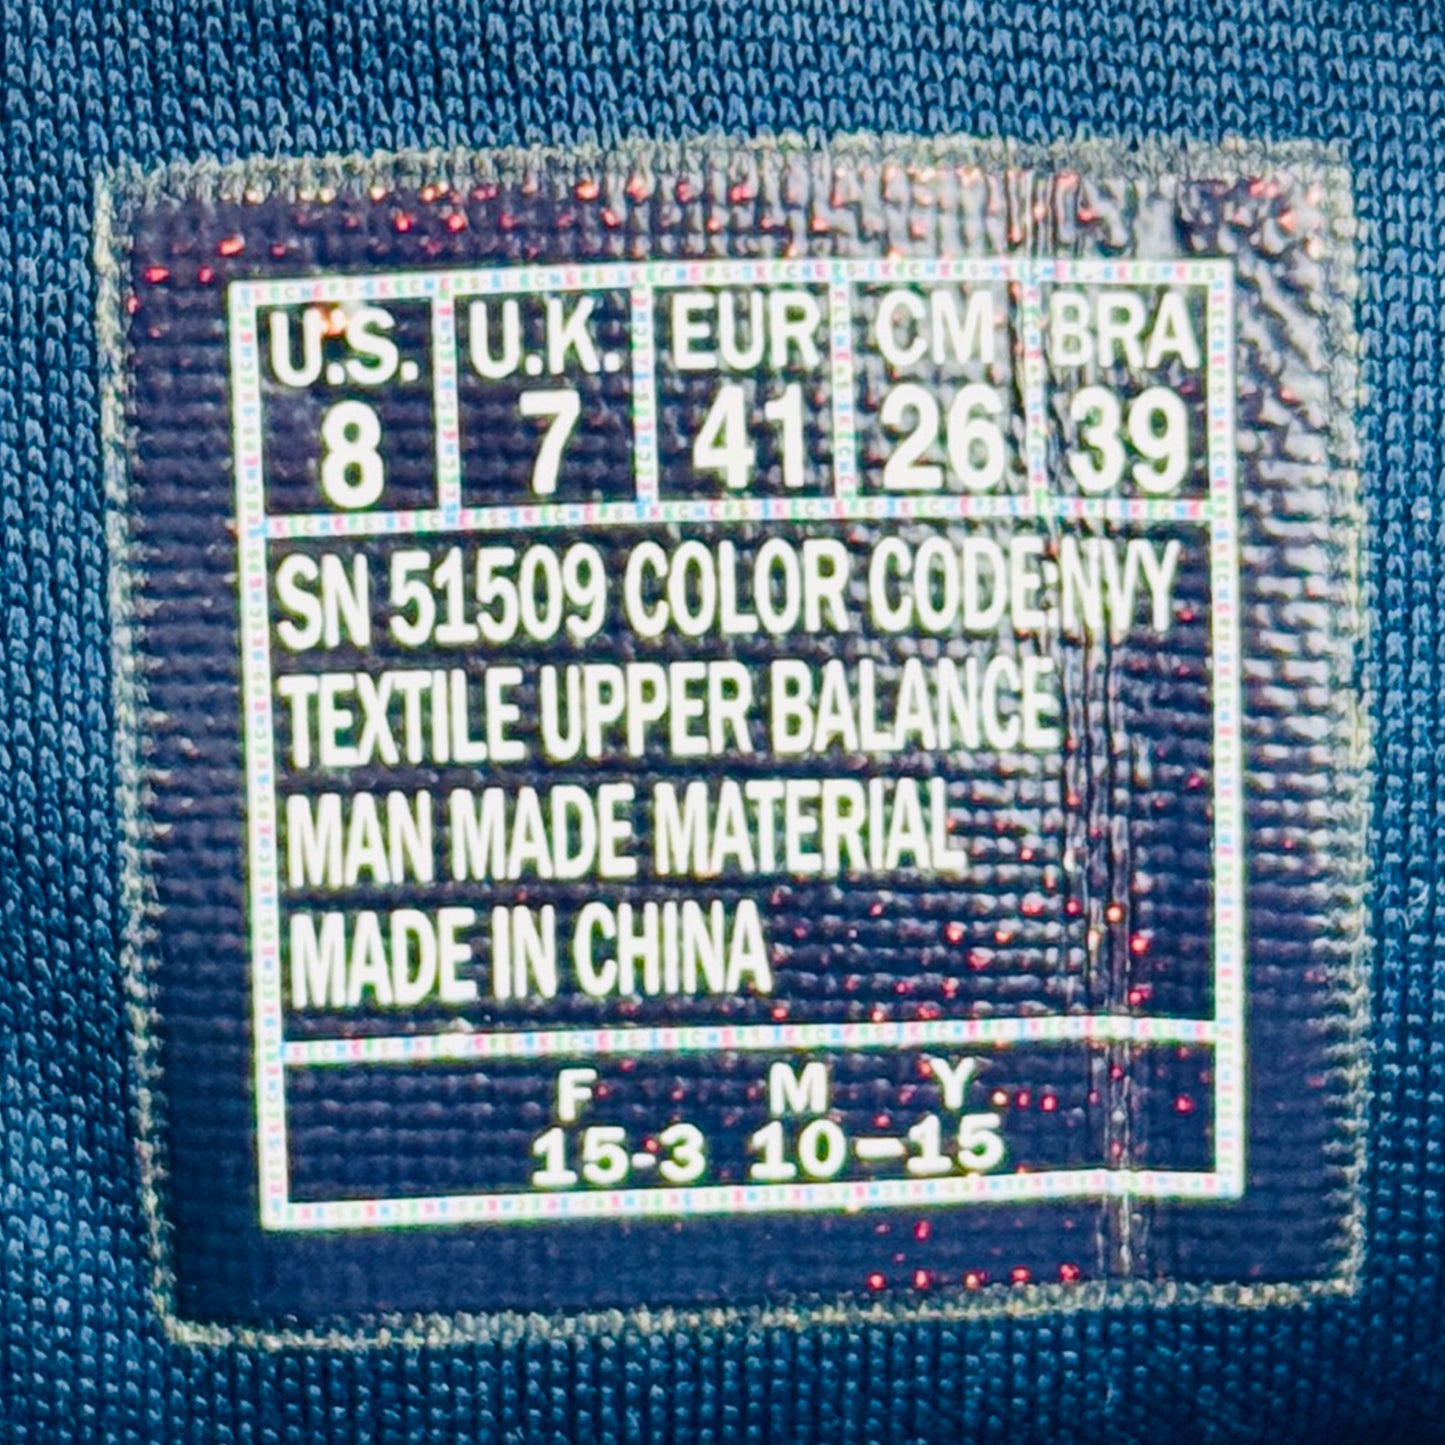 U.S. U.K. EUR CM BRA
8 7 41 26 39
SN 51509 COLOR CODE:NVY
TEXTILE UPPER BALANCE
MAN MADE MATERIAL
MADE IN CHINA
F M Y
15-3 10-15